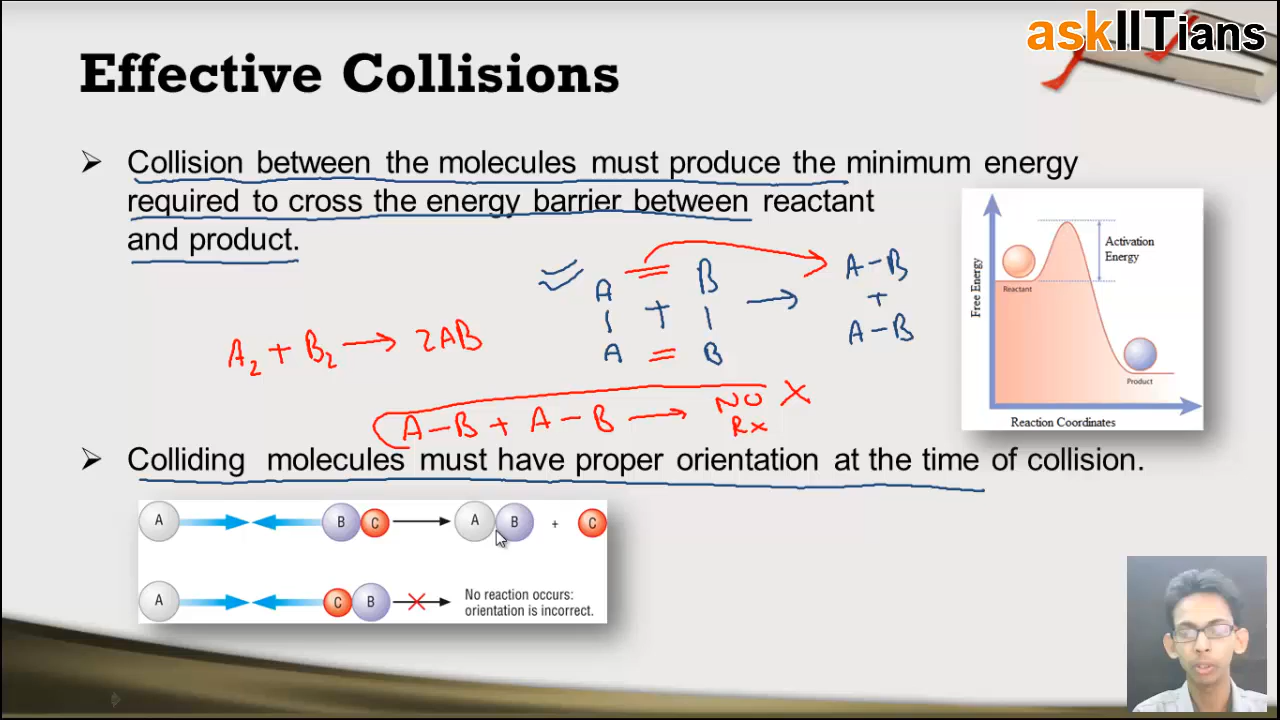 askIITians
Effective Collisions
➢ Collision between the molecules must produce the minimum energy
required to cross the energy barrier between reactant
and product.
A = B A–B
| + | → +
A = B A–B
A₂ + B₂ → 2AB
A–B + A–B → NO X
Rx
Free Energy
Activation
Energy
Reactant
Product
Reaction Coordinates
➢ Colliding molecules must have proper orientation at the time of collision.
A B C → A B + C
A C B No reaction occurs:
orientation is incorrect.